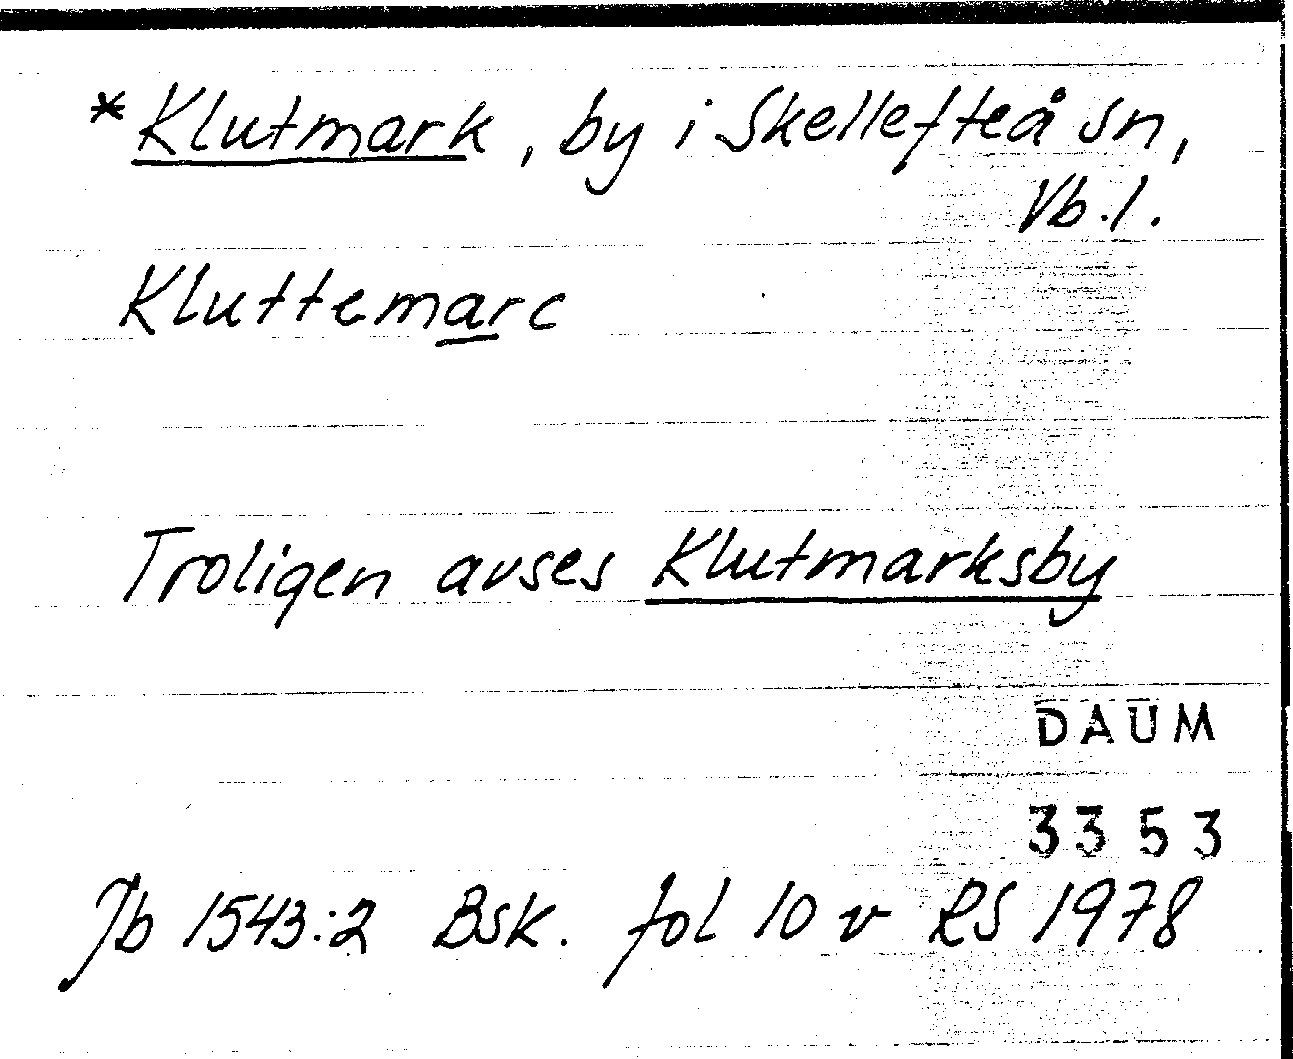 *Klutmark, by i Skellefteå sn,
Vb.l.
Kluttemarc
Troligen avses Klutmarksby
DAUM
3353
Jb 1543:2 Bsk. fol 10 v RS 1978